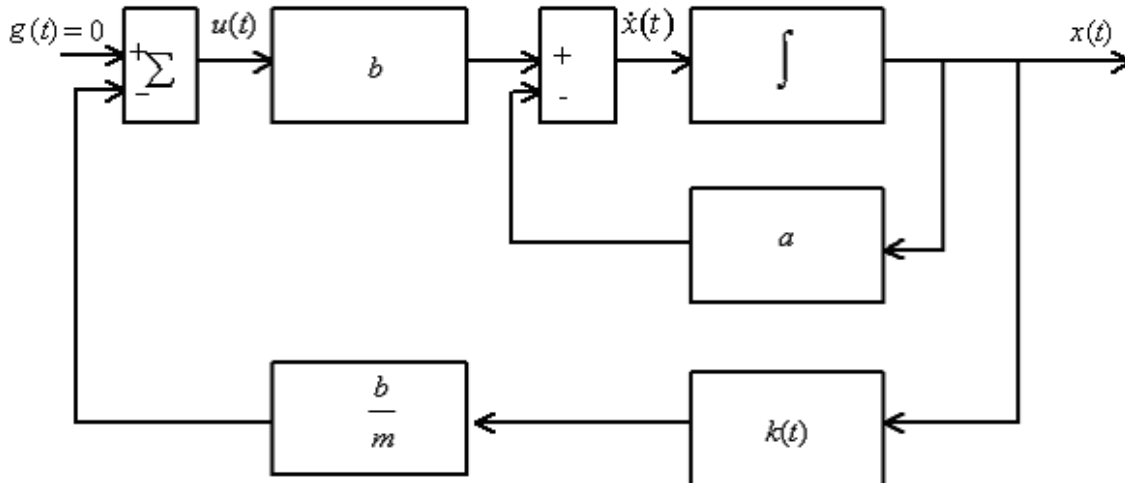 g(t)=0
u(t)
ẋ(t)
x(t)
+
∑
−
b
+
-
∫
a
b
m
k(t)